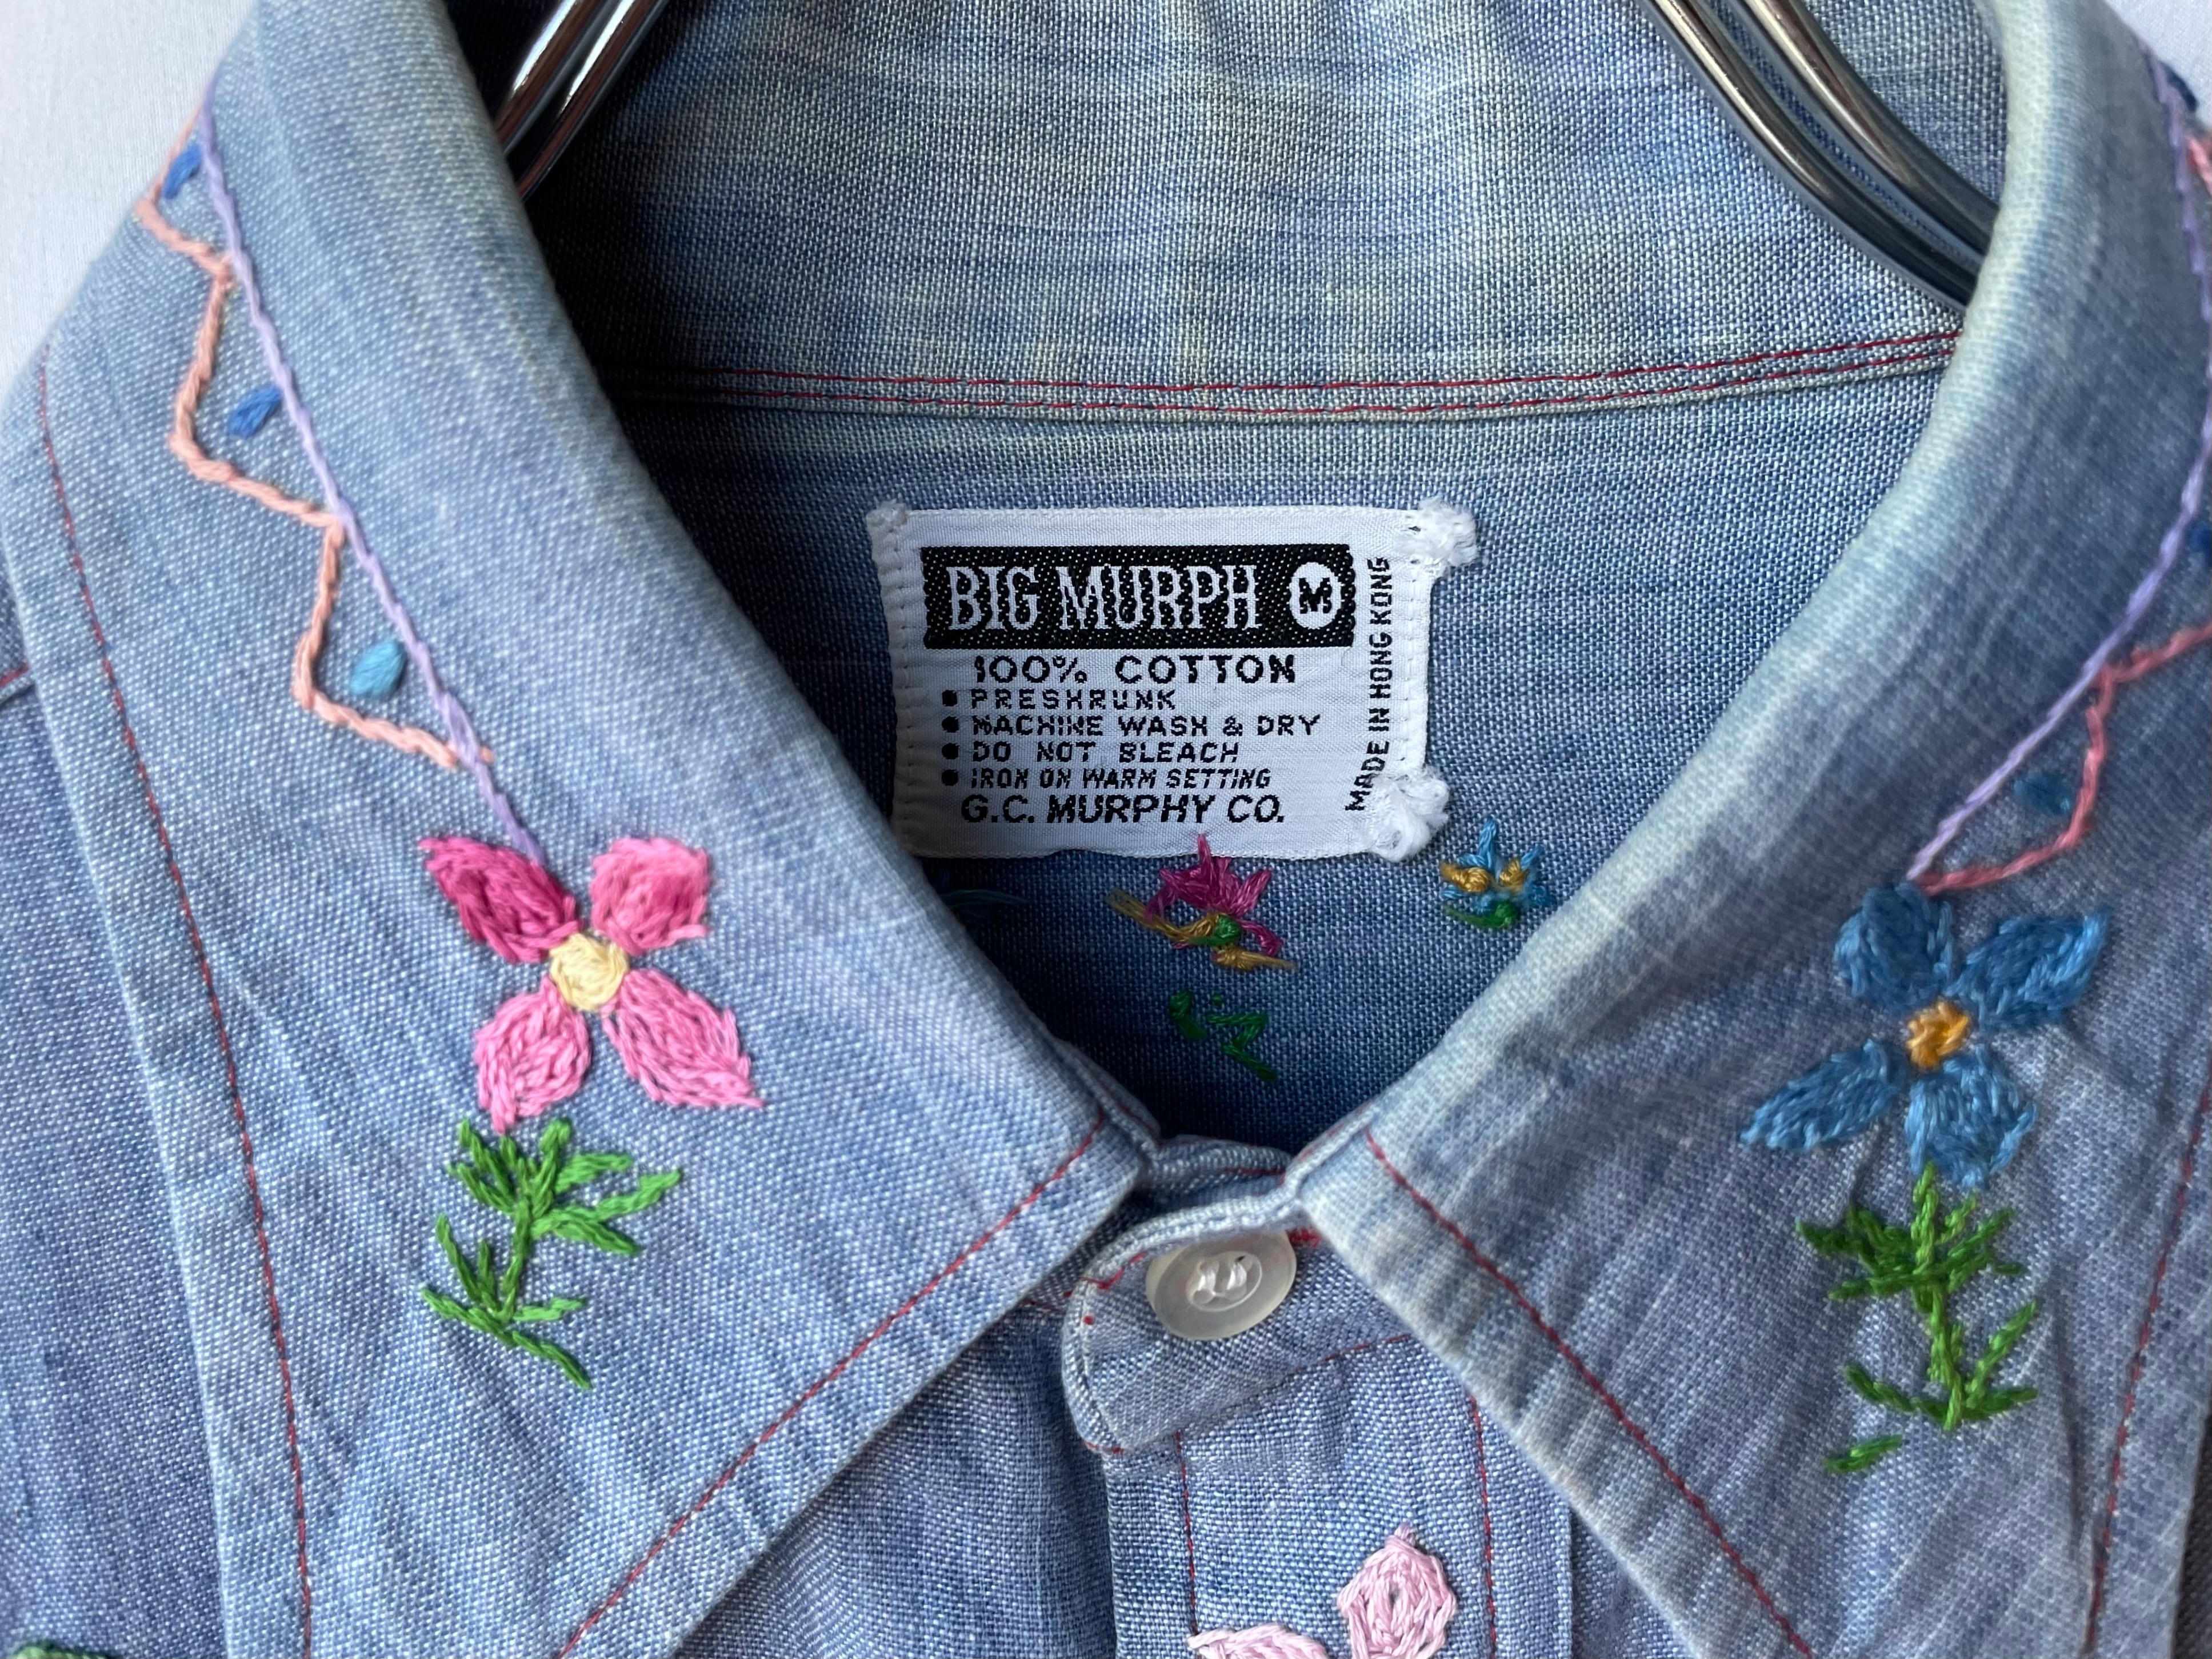 BIG MURPH M
100% COTTON
• PRESHRUNK
• MACHINE WASH & DRY
• DO NOT BLEACH
• IRON ON WARM SETTING
G.C. MURPHY CO.
MADE IN HONG KONG